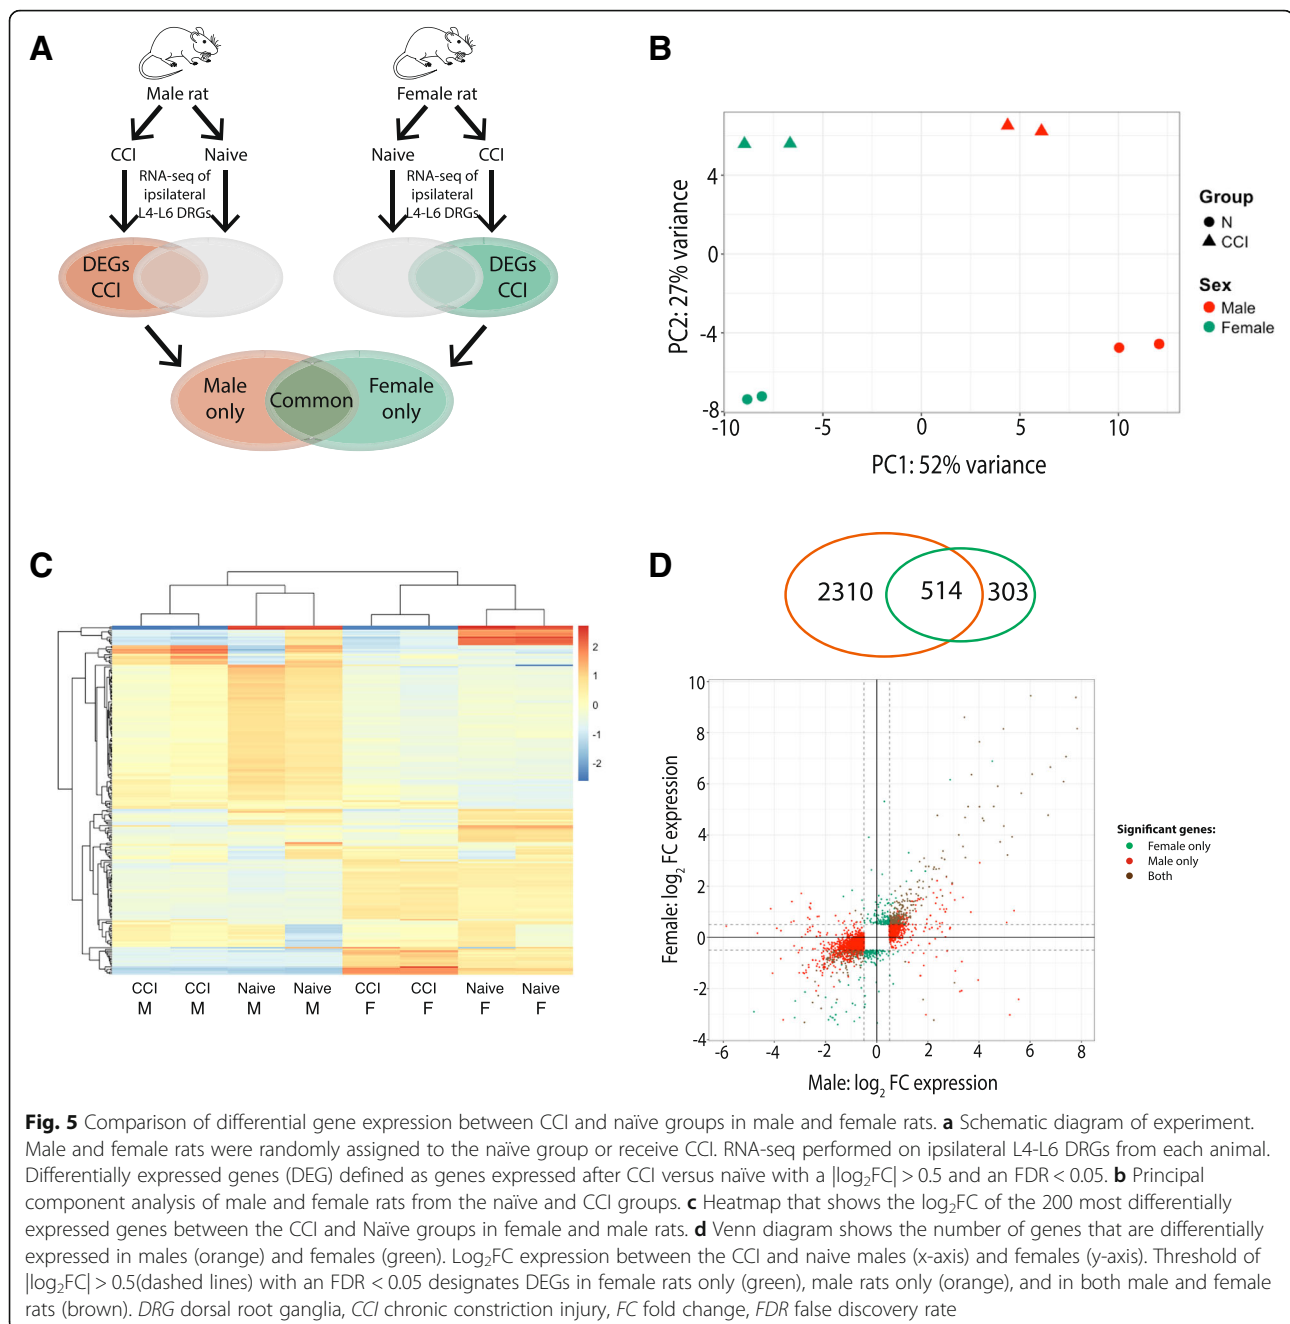 A
Male rat
Female rat
CCI
Naive
Naive
CCI
RNA-seq of
ipsilateral
L4-L6 DRGs
RNA-seq of
ipsilateral
L4-L6 DRGs
DEGs
CCI
DEGs
CCI
Male
only
Common
Female
only
B
PC2: 27% variance
4
0
-4
-8
-10
-5
0
5
10
PC1: 52% variance
Group
N
CCI
Sex
Male
Female
C
2
1
0
-1
-2
CCI CCI Naive Naive CCI CCI Naive Naive
M M M M F F F F
D
2310
514
303
Female: log2 FC expression
10
8
6
4
2
0
-2
-4
-6
-4
-2
0
2
4
6
8
Male: log2 FC expression
Significant genes:
Female only
Male only
Both
Fig. 5 Comparison of differential gene expression between CCI and naïve groups in male and female rats. a Schematic diagram of experiment.
Male and female rats were randomly assigned to the naïve group or receive CCI. RNA-seq performed on ipsilateral L4-L6 DRGs from each animal.
Differentially expressed genes (DEG) defined as genes expressed after CCI versus naïve with a |log2FC| > 0.5 and an FDR < 0.05. b Principal
component analysis of male and female rats from the naïve and CCI groups. c Heatmap that shows the log2FC of the 200 most differentially
expressed genes between the CCI and Naïve groups in female and male rats. d Venn diagram shows the number of genes that are differentially
expressed in males (orange) and females (green). Log2FC expression between the CCI and naive males (x-axis) and females (y-axis). Threshold of
|log2FC| > 0.5(dashed lines) with an FDR < 0.05 designates DEGs in female rats only (green), male rats only (orange), and in both male and female
rats (brown). DRG dorsal root ganglia, CCI chronic constriction injury, FC fold change, FDR false discovery rate